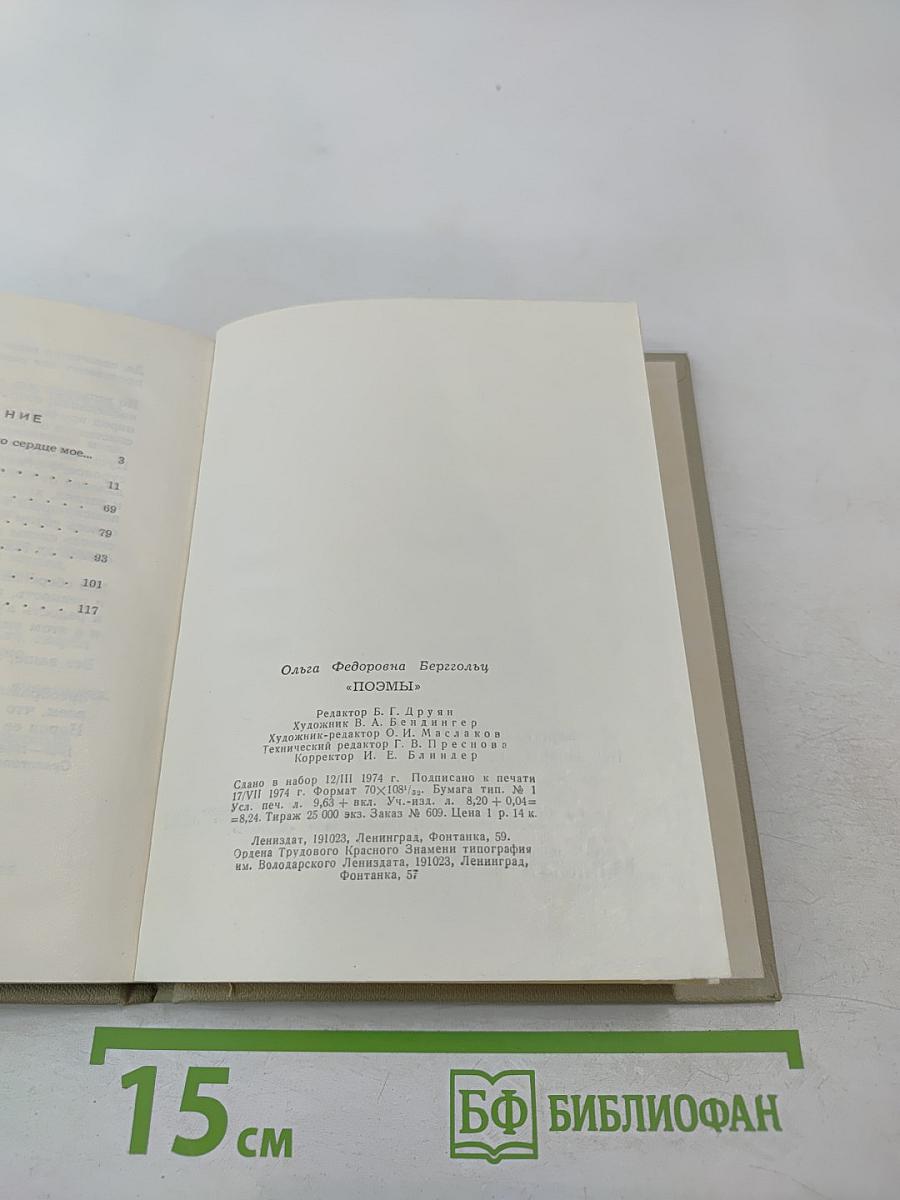 НИЕ
о сердце мое... 3
11
69
79
93
101
117
Ольга Федоровна Берггольц
«ПОЭМЫ»
Редактор Б. Г. Друян
Художник В. А. Бендингер
Художник-редактор О. И. Маслаков
Технический редактор Г. В. Преснова
Корректор И. Е. Блиндер
Сдано в набор 12/III 1974 г. Подписано к печати
17/VII 1974 г. Формат 70×108¹/₃₂. Бумага тип. № 1
Усл. печ. л. 9,63 + вкл. Уч.-изд. л. 8,20 + 0,04=
=8,24. Тираж 25 000 экз. Заказ № 609. Цена 1 р. 14 к.
Лениздат, 191023, Ленинград, Фонтанка, 59.
Ордена Трудового Красного Знамени типография
им. Володарского Лениздата, 191023, Ленинград,
Фонтанка, 57
15 см
БФ БИБЛИОФАН